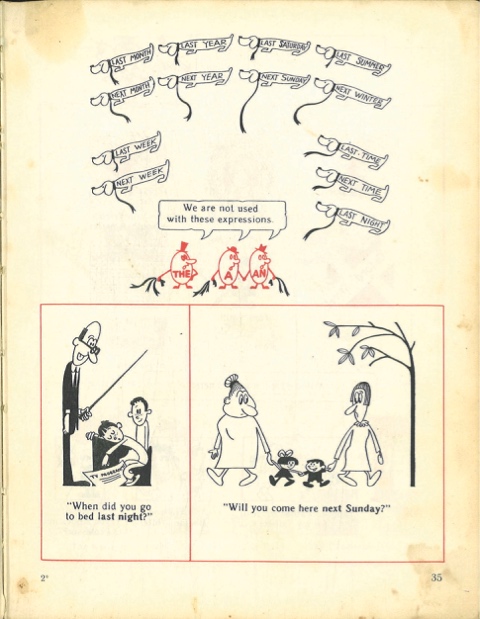 LAST MONTH
LAST YEAR
LAST SATURDAY
LAST SUMMER
NEXT MONTH
NEXT YEAR
NEXT SUNDAY
NEXT WINTER
LAST WEEK
LAST TIME
NEXT WEEK
NEXT TIME
LAST NIGHT
We are not used
with these expressions.
THE
A
AN
TV PROGRAM
"When did you go
to bed last night?"
"Will you come here next Sunday?"
2*
35